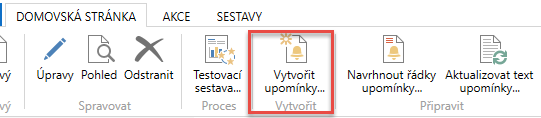 DOMOVSKÁ STRÁNKA AKCE SESTAVY
vý Úpravy Pohled Odstranit Testovací sestava... Vytvořit upomínky... Navrhnout řádky upomínky... Aktualizovat text upomínky...
vý Spravovat Proces Vytvořit Připravit